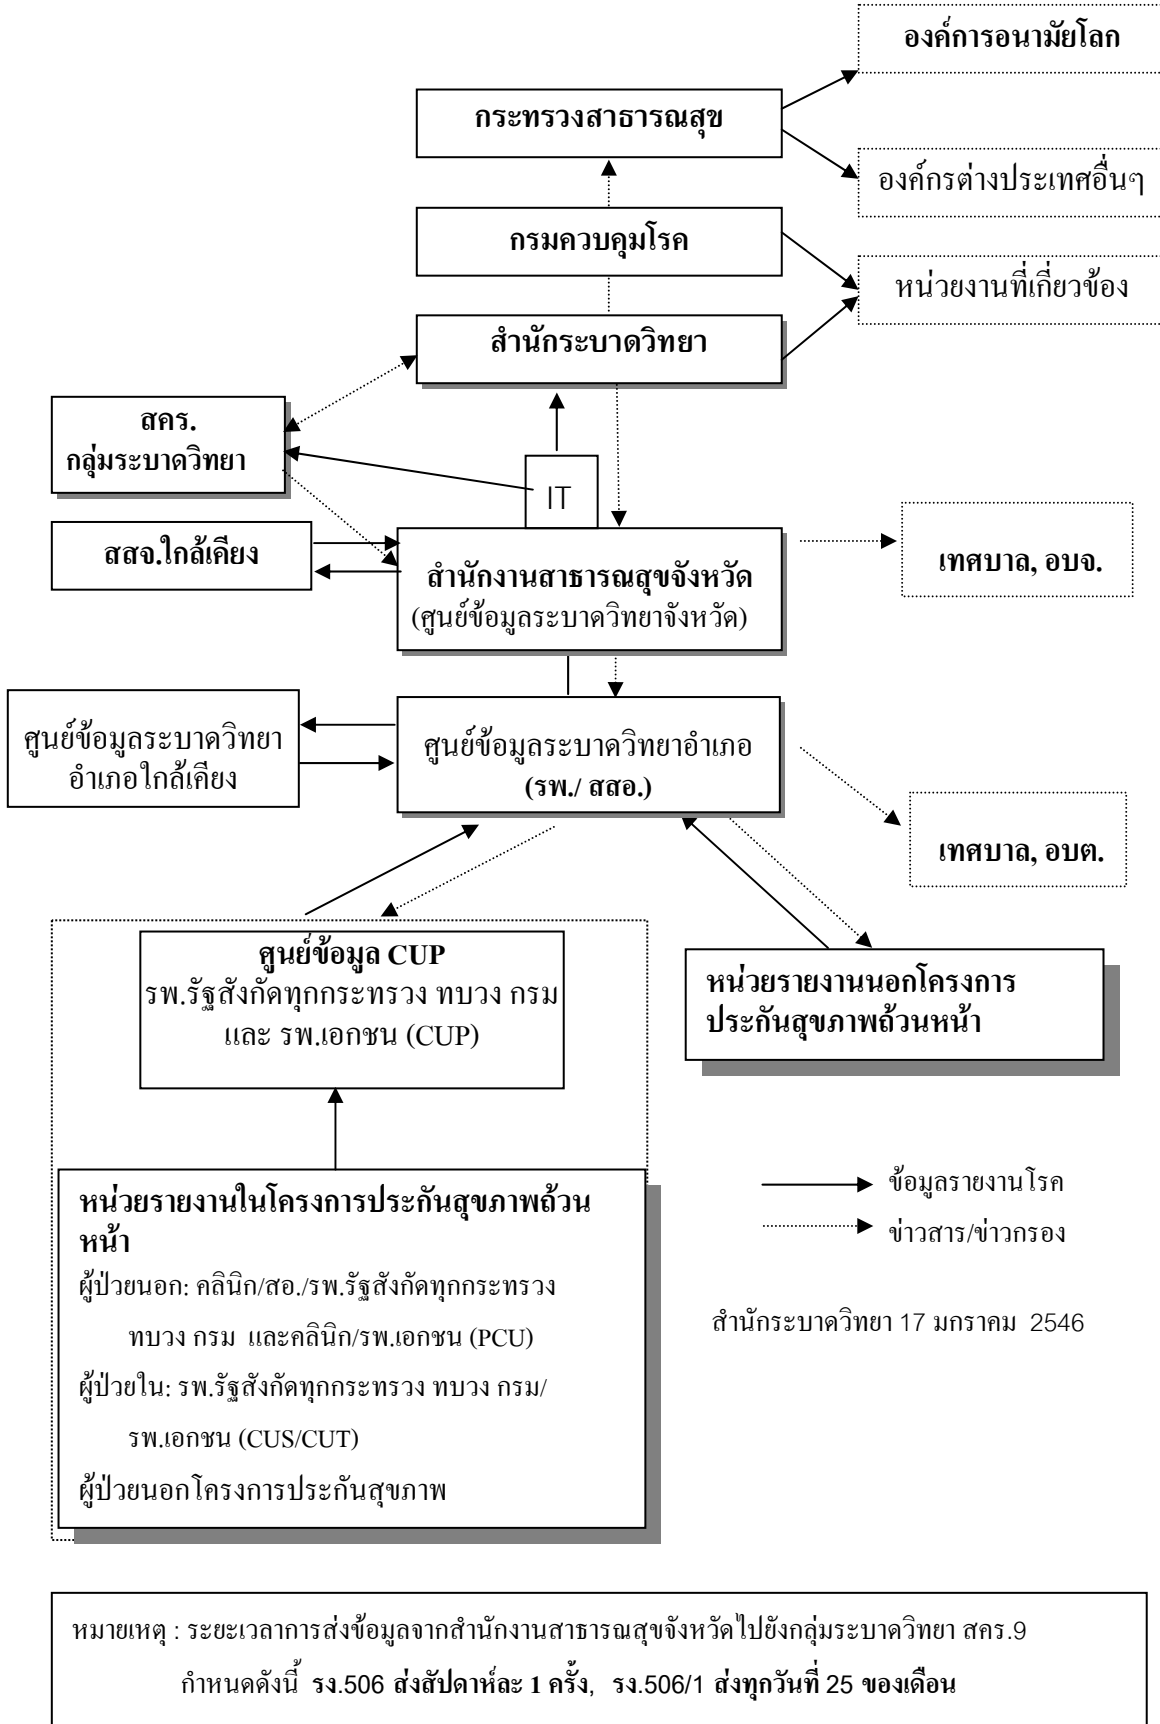 องค์การอนามัยโลก
กระทรวงสาธารณสุข
องค์กรต่างประเทศอื่นๆ
กรมควบคุมโรค
หน่วยงานที่เกี่ยวข้อง
สำนักระบาดวิทยา
สคร.
กลุ่มระบาดวิทยา
IT
สสจ.ใกล้เคียง
สำนักงานสาธารณสุขจังหวัด
(ศูนย์ข้อมูลระบาดวิทยาจังหวัด)
เทศบาล, อบจ.
ศูนย์ข้อมูลระบาดวิทยา
อำเภอใกล้เคียง
ศูนย์ข้อมูลระบาดวิทยาอำเภอ
(รพ./ สสอ.)
เทศบาล, อบต.
ศูนย์ข้อมูล CUP
รพ.รัฐสังกัดทุกกระทรวง ทบวง กรม
และ รพ.เอกชน (CUP)
หน่วยรายงานนอกโครงการ
ประกันสุขภาพถ้วนหน้า
หน่วยรายงานในโครงการประกันสุขภาพถ้วน
หน้า
ผู้ป่วยนอก: คลินิก/สอ./รพ.รัฐสังกัดทุกกระทรวง
ทบวง กรม และคลินิก/รพ.เอกชน (PCU)
ผู้ป่วยใน: รพ.รัฐสังกัดทุกกระทรวง ทบวง กรม/
รพ.เอกชน (CUS/CUT)
ผู้ป่วยนอกโครงการประกันสุขภาพ
ข้อมูลรายงานโรค
ข่าวสาร/ข่าวกรอง
สำนักระบาดวิทยา 17 มกราคม 2546
หมายเหตุ : ระยะเวลาการส่งข้อมูลจากสำนักงานสาธารณสุขจังหวัดไปยังกลุ่มระบาดวิทยา สคร.9
กำหนดดังนี้ รง.506 ส่งสัปดาห์ละ 1 ครั้ง, รง.506/1 ส่งทุกวันที่ 25 ของเดือน